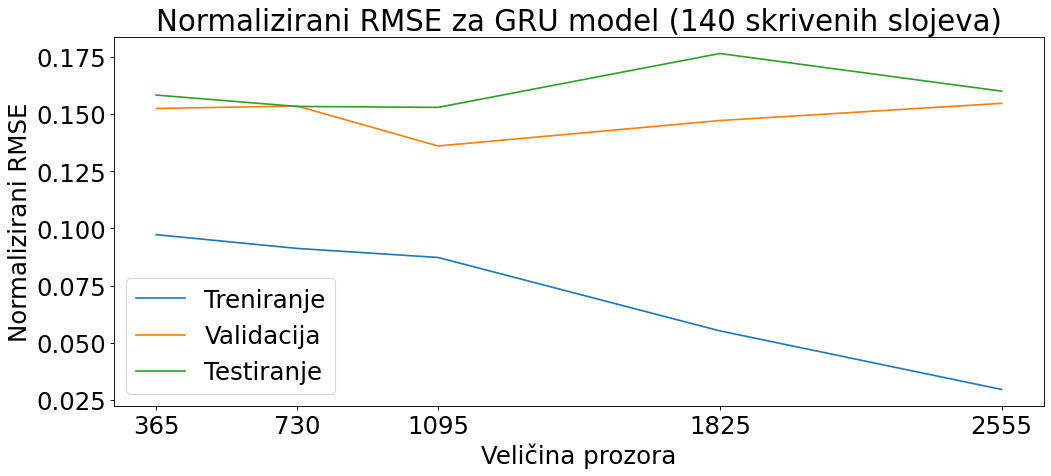 Normalizirani RMSE za GRU model (140 skrivenih slojeva)
Normalizirani RMSE
0.175
0.150
0.125
0.100
0.075
0.050
0.025
Treniranje
Validacija
Testiranje
365 730 1095 1825 2555
Veličina prozora